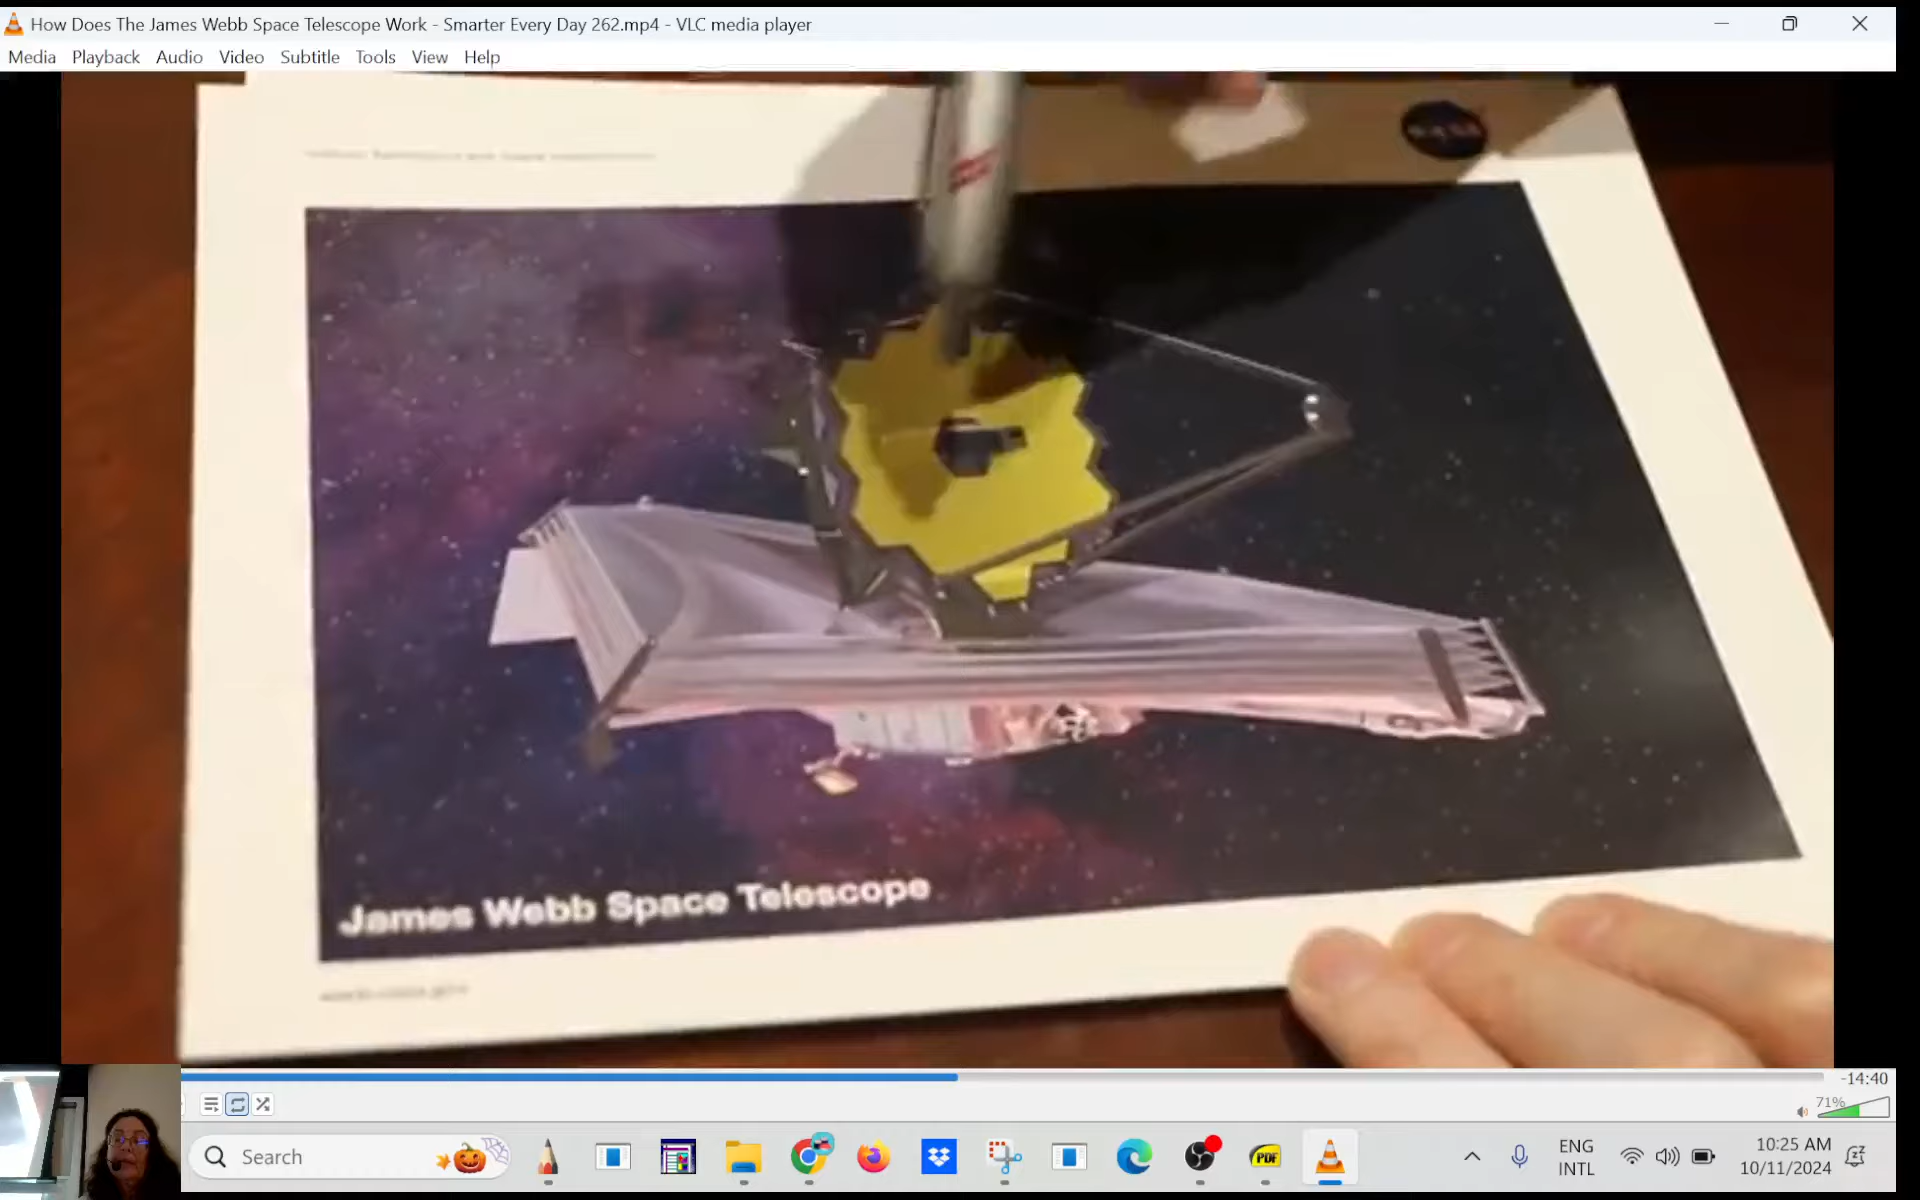 How Does The James Webb Space Telescope Work - Smarter Every Day 262.mp4 - VLC media player
Media Playback Audio Video Subtitle Tools View Help
NASA
James Webb Space Telescope
-14:40
71%
Search
PDF
ENG
INTL
10:25 AM
10/11/2024